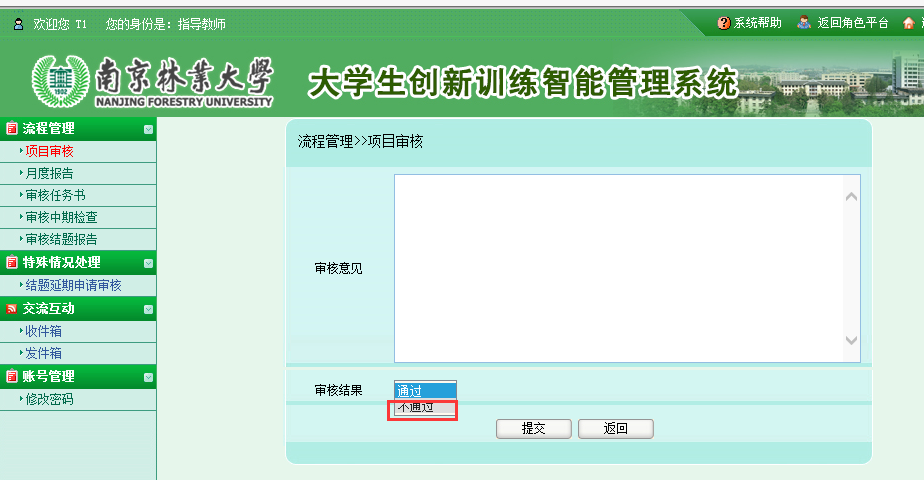 欢迎您 T1 您的身份是: 指导教师
系统帮助 返回角色平台
南京林業大學
NANJING FORESTRY UNIVERSITY
1902
大学生创新训练智能管理系统
流程管理
项目审核
月度报告
审核任务书
审核中期检查
审核结题报告
特殊情况处理
结题延期申请审核
交流互动
收件箱
发件箱
账号管理
修改密码
流程管理>>项目审核
审核意见
审核结果 通过
不通过
提交 返回